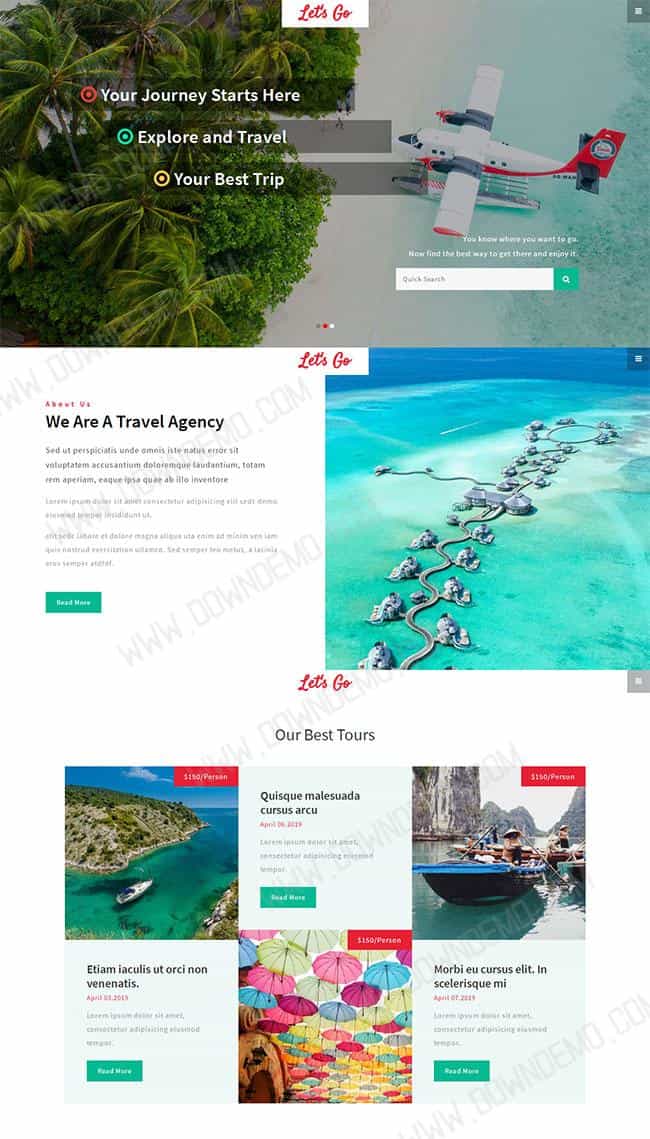 Let's Go
Your Journey Starts Here
Explore and Travel
Your Best Trip
You know where you want to go.
Now find the best way to get there and enjoy it.
Quick Search
Let's Go
About Us
We Are A Travel Agency
Sed ut perspiciatis unde omnis iste natus error sit
voluptatem accusantium doloremque laudantium, totam
rem aperiam, eaque ipsa quae ab illo inventore
Lorem ipsum dolor sit amet consectetur adipisicing elit sedt demo
eiusmod tempor insididunt ut.
elit sedc labore et dolore magna aliqua uta enim ad minim ven iam
quis nostrud exercitation ullamco. Sed semper leo metus, a lacinia
eros semper atdfdf.
Read More
Let's Go
Our Best Tours
$150/Person
Quisque malesuada
cursus arcu
April 06,2019
Lorem ipsum dolor sit amet,
consectetur adipisicing eiusmod
tempor.
Read More
$150/Person
Etiam iaculis ut orci non
venenatis.
April 03,2019
Lorem ipsum dolor sit amet,
consectetur adipisicing eiusmod
tempor.
Read More
$150/Person
Morbi eu cursus elit. In
scelerisque mi
April 07,2019
Lorem ipsum dolor sit amet,
consectetur adipisicing eiusmod
tempor.
Read More
WWW.DOWNDEMO.COM